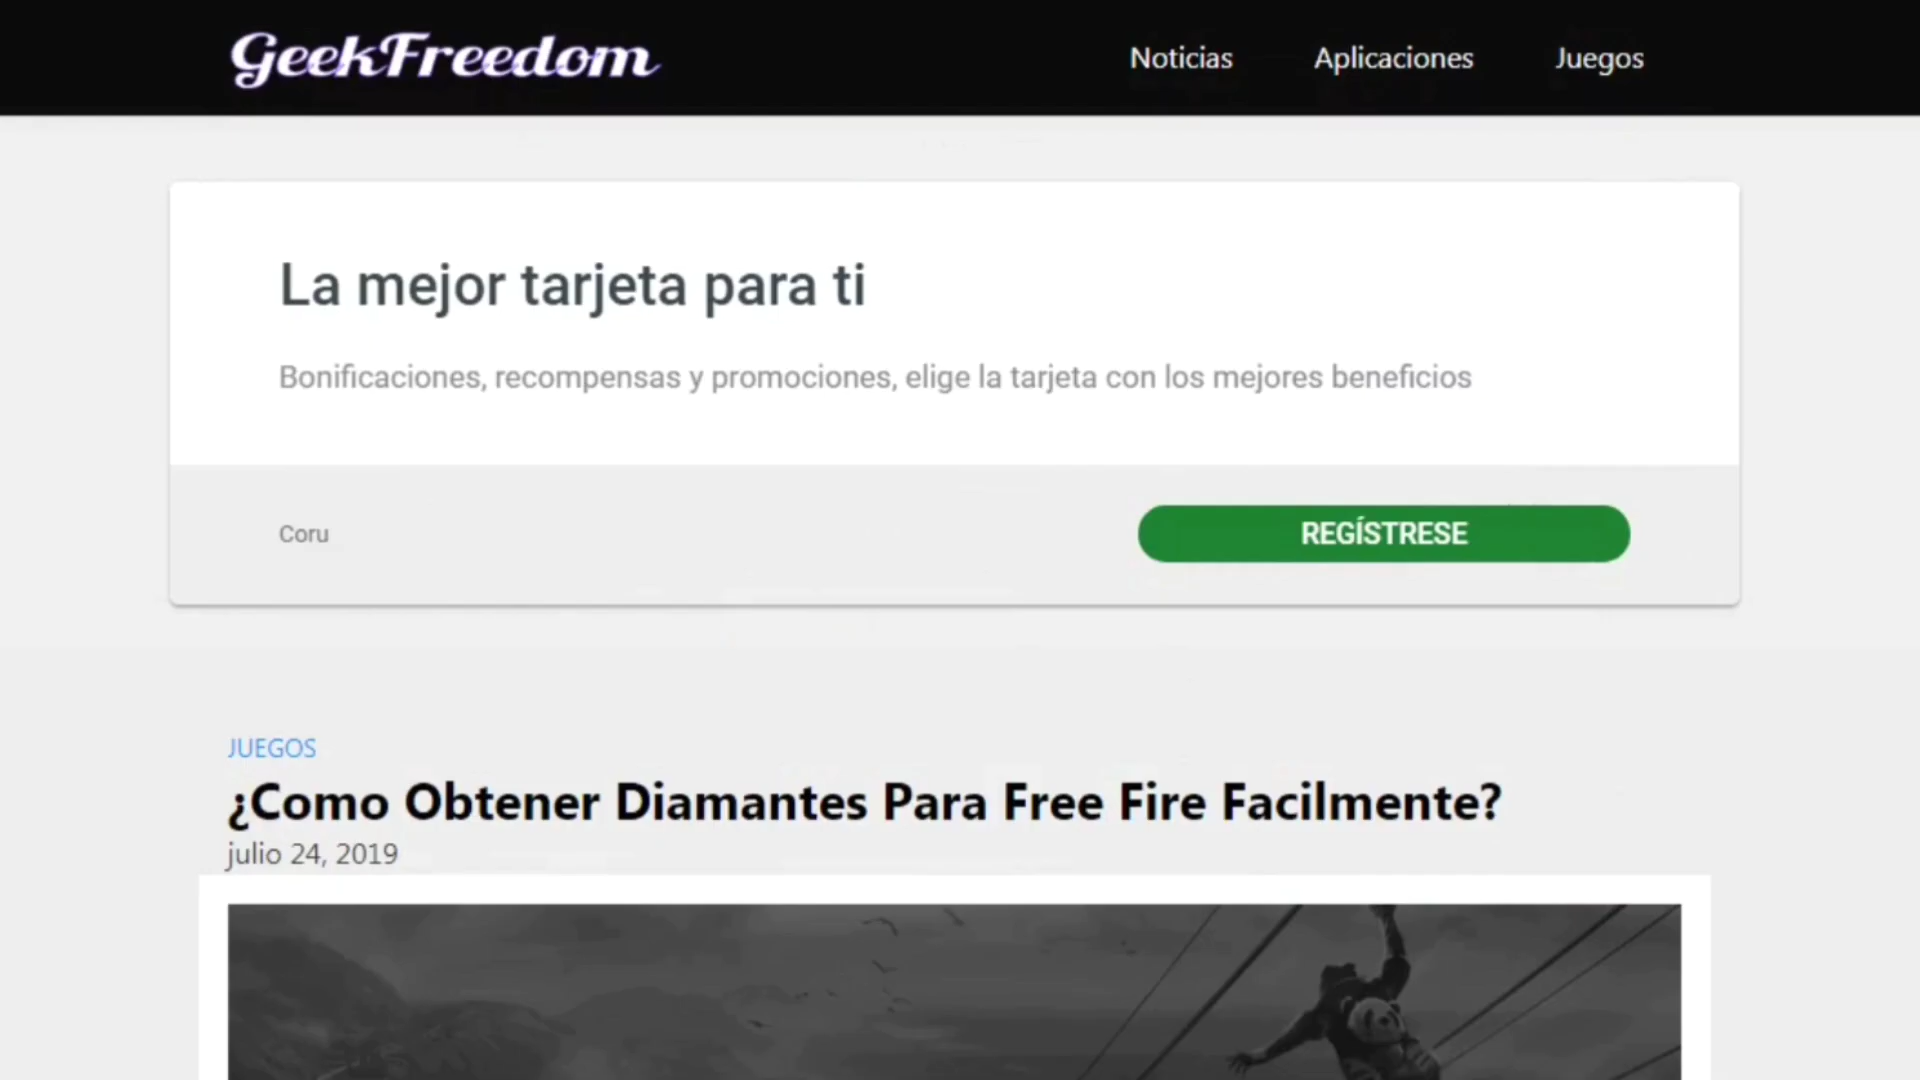 GeekFreedom
Noticias
Aplicaciones
Juegos
La mejor tarjeta para ti
Bonificaciones, recompensas y promociones, elige la tarjeta con los mejores beneficios
Coru
REGÍSTRESE
JUEGOS
¿Como Obtener Diamantes Para Free Fire Facilmente?
julio 24, 2019